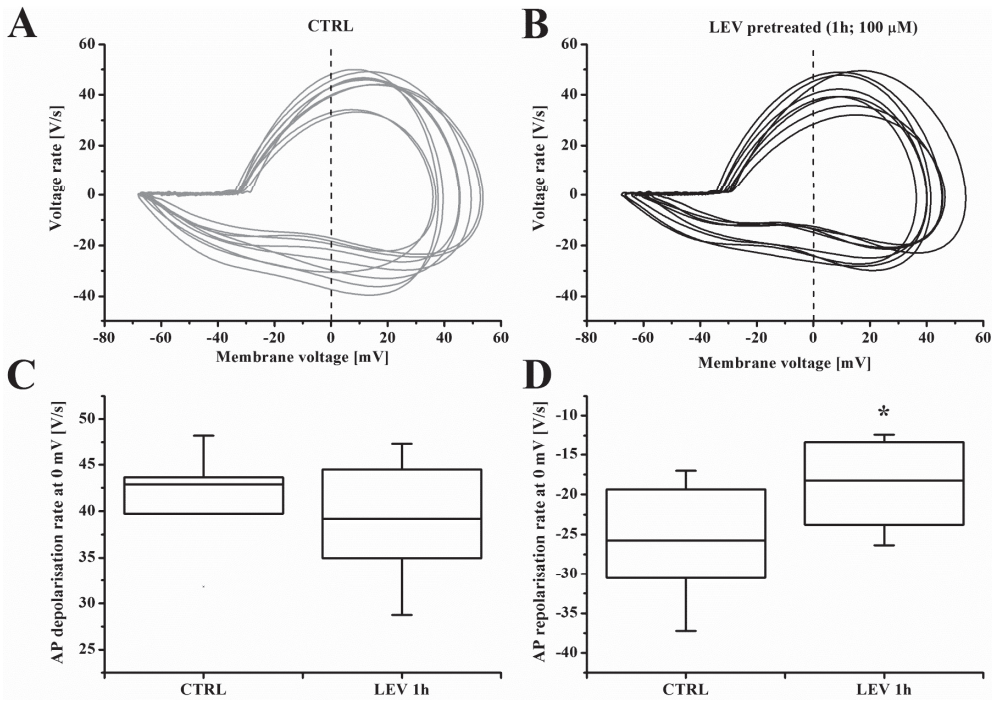 A
CTRL
Voltage rate [V/s]
60
40
20
0
-20
-40
-80
-60
-40
-20
0
20
40
60
Membrane voltage [mV]
B
LEV pretreated (1h; 100 μM)
Voltage rate [V/s]
60
40
20
0
-20
-40
-80
-60
-40
-20
0
20
40
60
Membrane voltage [mV]
C
AP depolarisation rate at 0 mV [V/s]
50
45
40
35
30
25
CTRL
LEV 1h
D
AP repolarisation rate at 0 mV [V/s]
-10
-15
-20
-25
-30
-35
-40
*
CTRL
LEV 1h